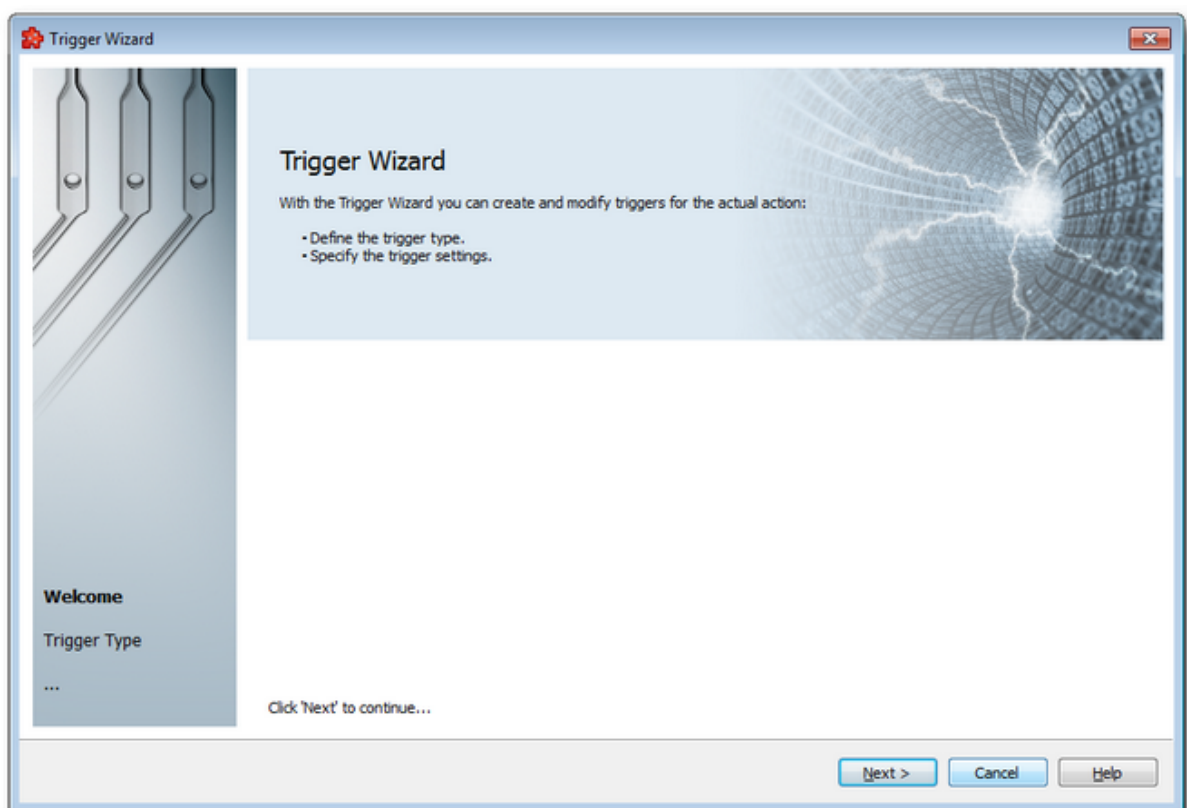 Trigger Wizard
Trigger Wizard
With the Trigger Wizard you can create and modify triggers for the actual action:
- Define the trigger type.
- Specify the trigger settings.
Welcome
Trigger Type
...
Click 'Next' to continue...
Next >
Cancel
Help